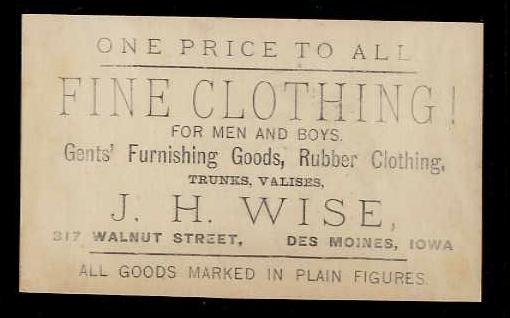 ONE PRICE TO ALL
FINE CLOTHING!
FOR MEN AND BOYS.
Gents' Furnishing Goods, Rubber Clothing,
TRUNKS, VALISES,
J. H. WISE,
317 WALNUT STREET, DES MOINES, IOWA
ALL GOODS MARKED IN PLAIN FIGURES.